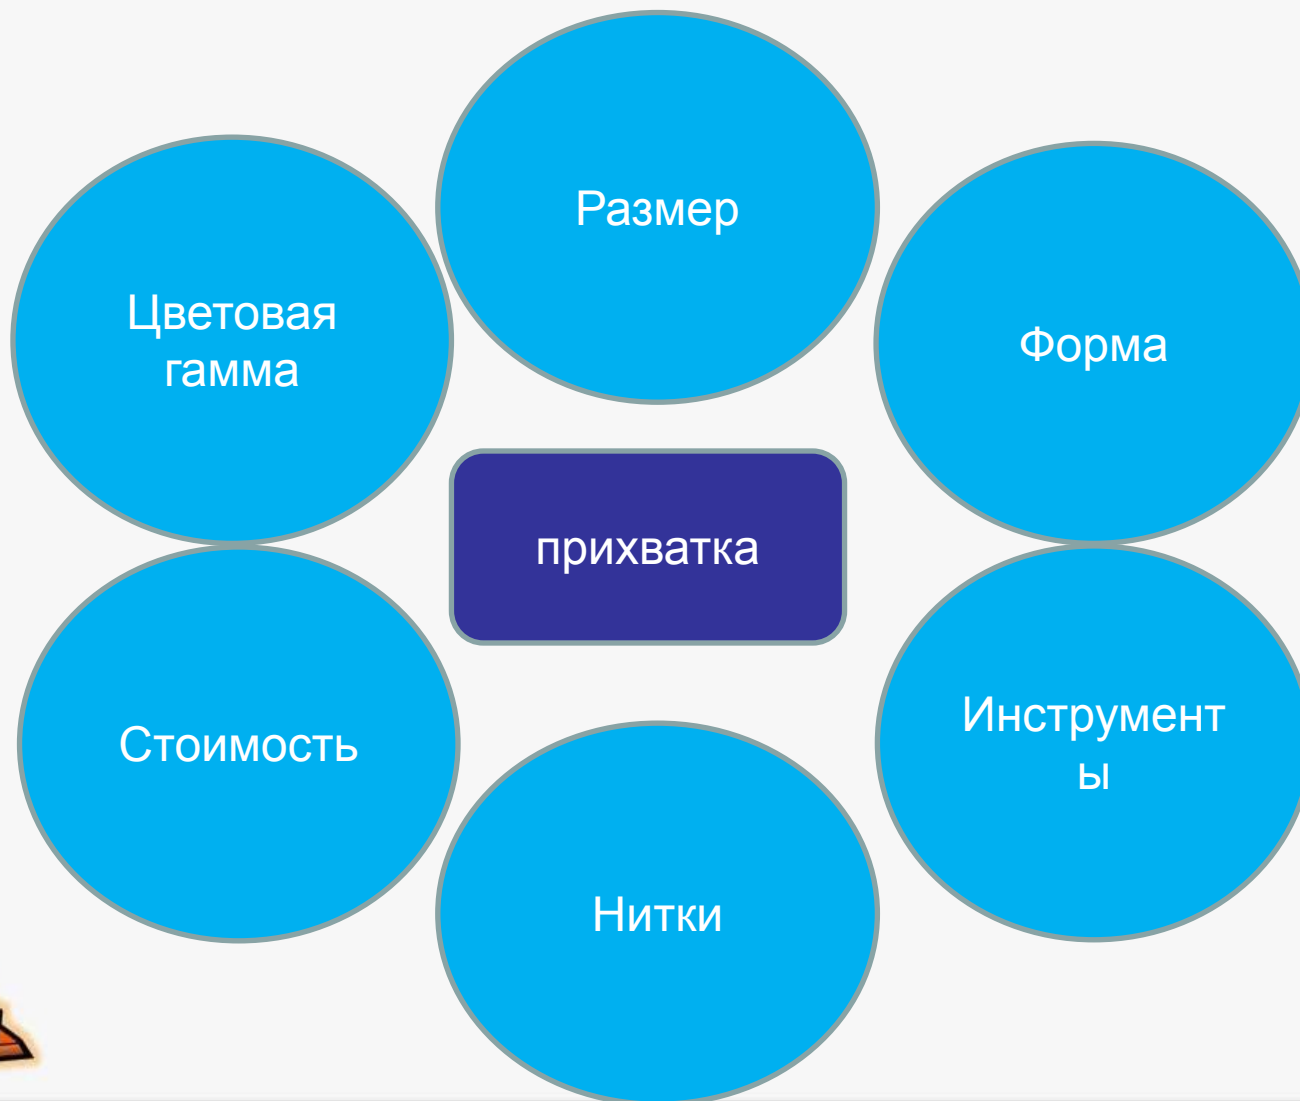 Размер
Цветовая
гамма
Форма
прихватка
Стоимость
Инструмент
ы
Нитки